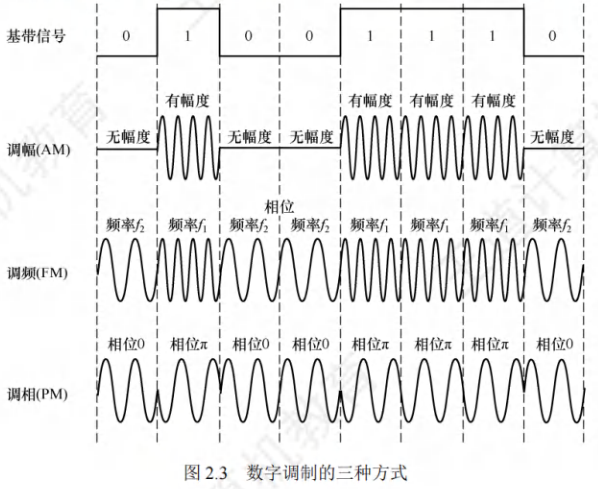 基带信号 0 1 0 0 1 1 1 0
有幅度 有幅度 有幅度 有幅度
无幅度 无幅度 无幅度 无幅度
调幅(AM)
相位
频率f₂ 频率f₁ 频率f₂ 频率f₂ 频率f₁ 频率f₁ 频率f₁ 频率f₂
调频(FM)
相位0 相位π 相位0 相位0 相位π 相位π 相位π 相位0
调相(PM)
图 2.3 数字调制的三种方式